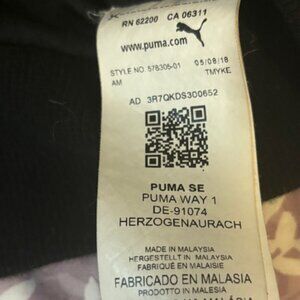 RN 62200 CA 06311
www.puma.com
STYLE NO. 578305-01 05/08/18
AM TMYKE
AD 3R7QKDS300652
PUMA SE
PUMA WAY 1
DE-91074
HERZOGENAURACH
MADE IN MALAYSIA
HERGESTELLT IN MALAYSIA
FABRIQUÉ EN MALAISIE
FABRICADO EN MALASIA
PRODOTTO IN MALESIA